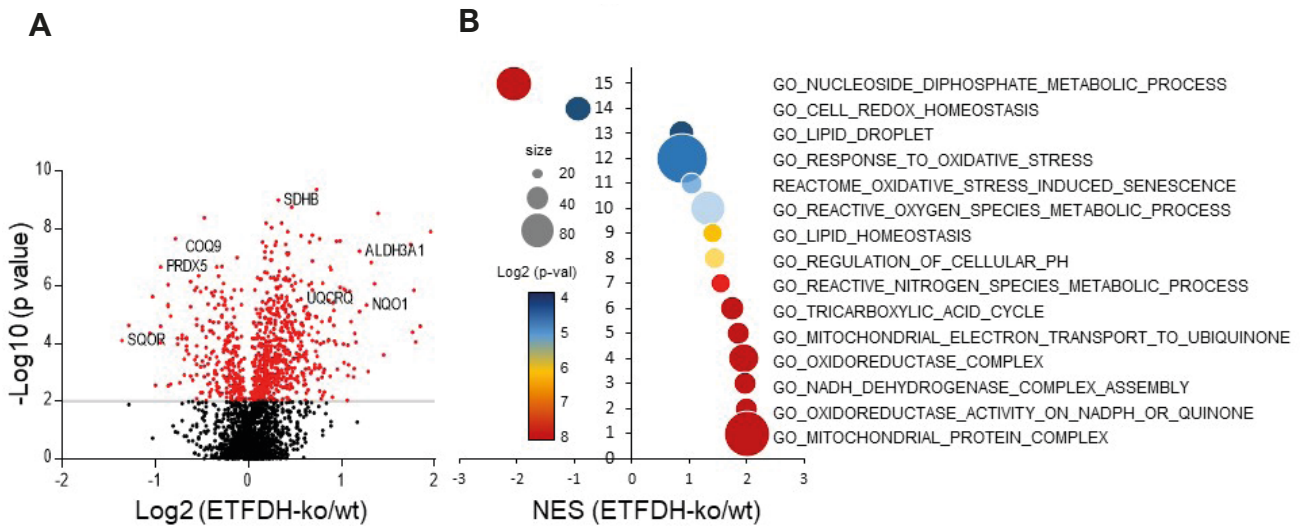 A
B
10
8
6
4
2
0
-2
-1
0
1
2
-Log10 (p value)
Log2 (ETFDH-ko/wt)
SDHB
COQ9
ALDH3A1
PRDX5
UQCRQ
NQO1
SQOR
size
20
40
80
Log2 (p-val)
4
5
6
7
8
15 GO_NUCLEOSIDE_DIPHOSPHATE_METABOLIC_PROCESS
14 GO_CELL_REDOX_HOMEOSTASIS
13 GO_LIPID_DROPLET
12 GO_RESPONSE_TO_OXIDATIVE_STRESS
11 REACTOME_OXIDATIVE_STRESS_INDUCED_SENESCENCE
10 GO_REACTIVE_OXYGEN_SPECIES_METABOLIC_PROCESS
9 GO_LIPID_HOMEOSTASIS
8 GO_REGULATION_OF_CELLULAR_PH
7 GO_REACTIVE_NITROGEN_SPECIES_METABOLIC_PROCESS
6 GO_TRICARBOXYLIC_ACID_CYCLE
5 GO_MITOCHONDRIAL_ELECTRON_TRANSPORT_TO_UBIQUINONE
4 GO_OXIDOREDUCTASE_COMPLEX
3 GO_NADH_DEHYDROGENASE_COMPLEX_ASSEMBLY
2 GO_OXIDOREDUCTASE_ACTIVITY_ON_NADPH_OR_QUINONE
1 GO_MITOCHONDRIAL_PROTEIN_COMPLEX
0
-3
-2
-1
0
1
2
3
NES (ETFDH-ko/wt)